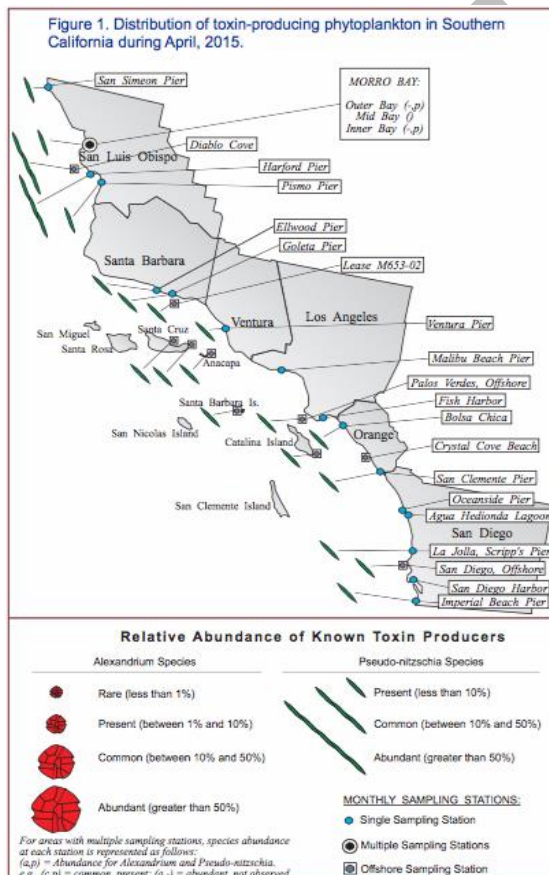 Figure 1. Distribution of toxin-producing phytoplankton in Southern
California during April, 2015.
San Simeon Pier
MORRO BAY:
Outer Bay (-,p)
Mid Bay ()
Inner Bay (-,p)
Diablo Cove
San Luis Obispo
Harford Pier
Pismo Pier
Ellwood Pier
Goleta Pier
Santa Barbara
Lease M653-02
Los Angeles
San Miguel
Santa Cruz
Ventura
Ventura Pier
Santa Rosa
Anacapa
Malibu Beach Pier
Palos Verdes, Offshore
Santa Barbara Is.
Fish Harbor
Bolsa Chica
San Nicolas Island
Orange
Catalina Island
Crystal Cove Beach
San Clemente Pier
San Clemente Island
Oceanside Pier
Agua Hedionda Lagoon
San Diego
La Jolla, Scripp's Pier
San Diego, Offshore
San Diego Harbor
Imperial Beach Pier
Relative Abundance of Known Toxin Producers
Alexandrium Species
Rare (less than 1%)
Present (between 1% and 10%)
Common (between 10% and 50%)
Abundant (greater than 50%)
For areas with multiple sampling stations, species abundance
at each station is represented as follows:
(a,p) = Abundance for Alexandrium and Pseudo-nitzschia.
e.g., (c,p) = common, present; (a,-) = abundant, not observed
Pseudo-nitzschia Species
Present (less than 10%)
Common (between 10% and 50%)
Abundant (greater than 50%)
MONTHLY SAMPLING STATIONS:
Single Sampling Station
Multiple Sampling Stations
Offshore Sampling Station